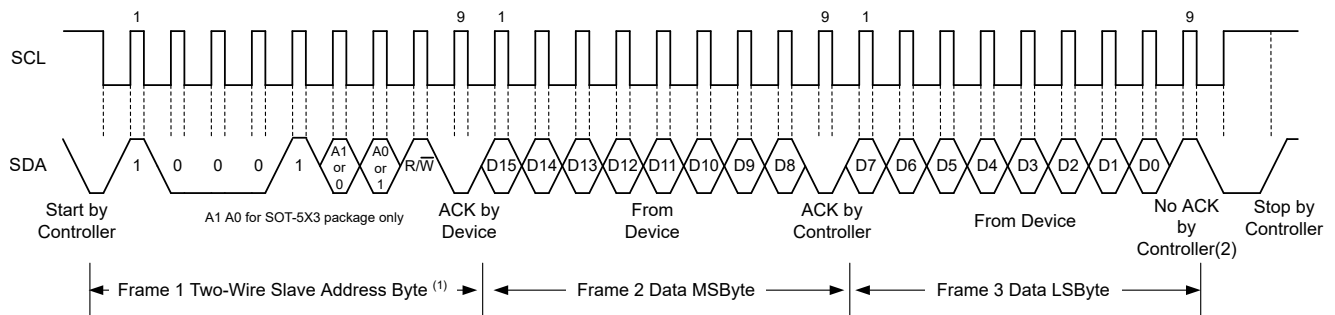 1 9 1 9 1 9
SCL
SDA
1 0 0 0 1 A1 or 0 A0 or 1 R/W̅ D15 D14 D13 D12 D11 D10 D9 D8 D7 D6 D5 D4 D3 D2 D1 D0
Start by
Controller
A1 A0 for SOT-5X3 package only
ACK by
Device
From
Device
ACK by
Controller
From Device
No ACK
by
Controller(2)
Stop by
Controller
Frame 1 Two-Wire Slave Address Byte (1)
Frame 2 Data MSByte
Frame 3 Data LSByte